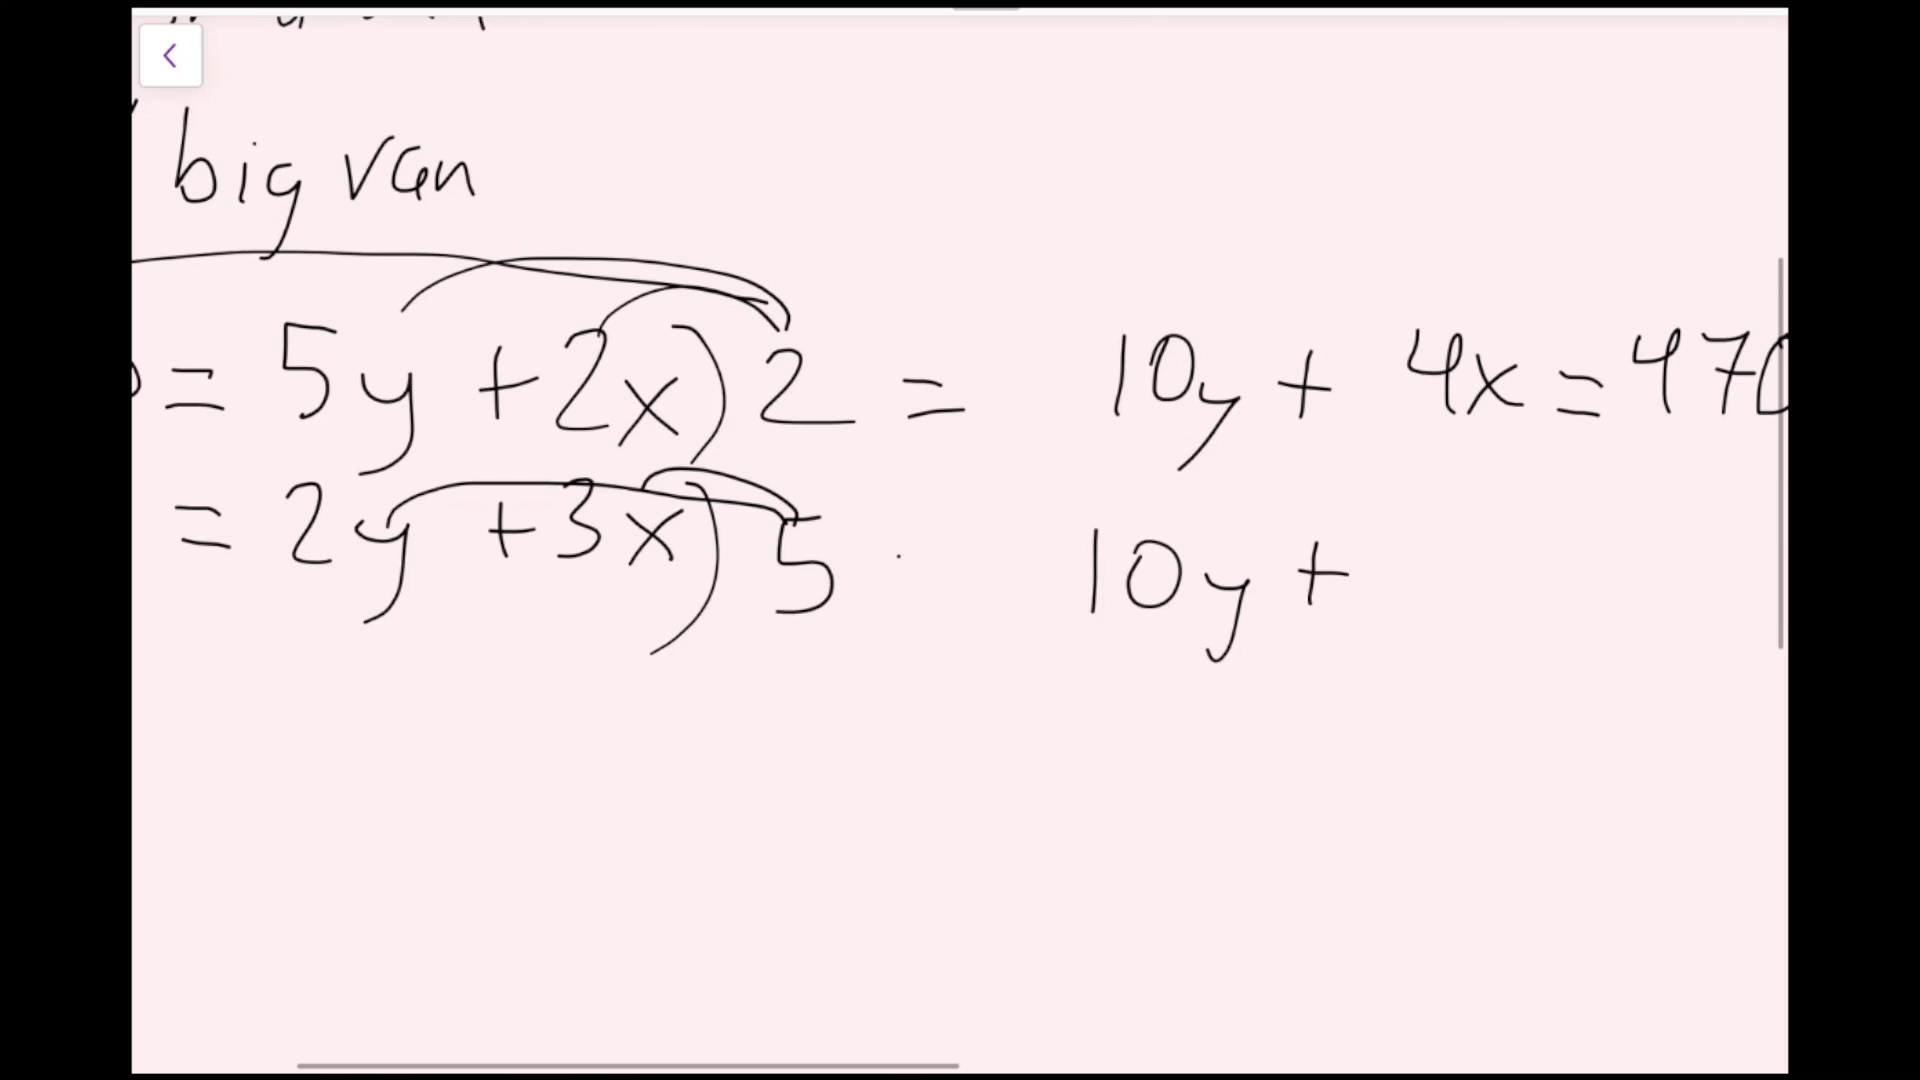 big van
= 5y + 2x) 2 = 10y + 4x = 470
= 2y + 3x) 5 . 10y +